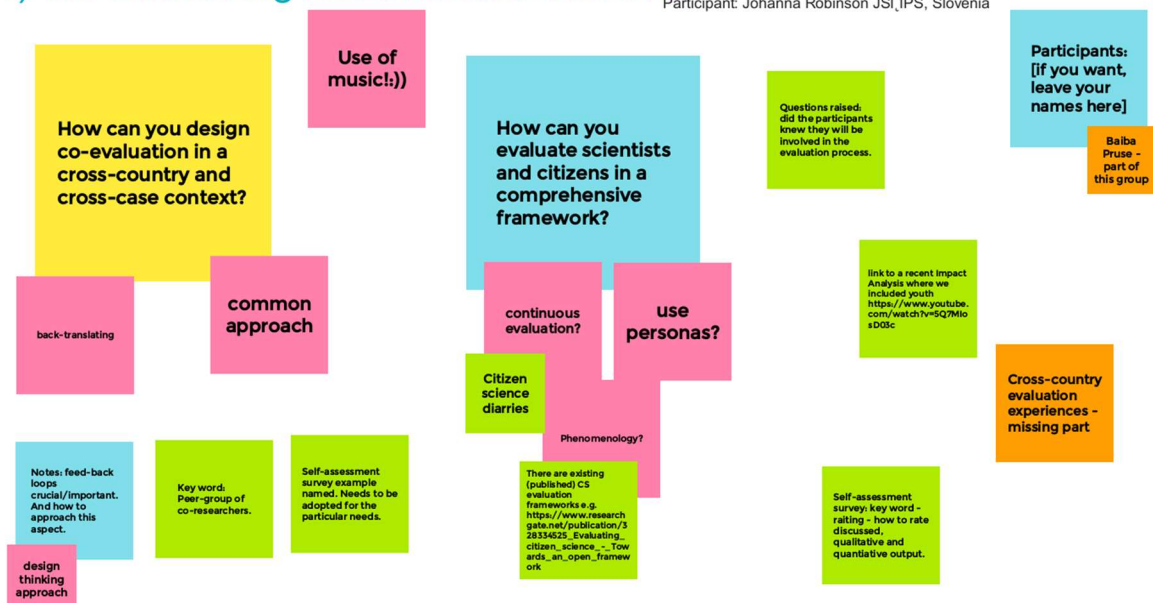 Participant: Johanna Robinson JSI, IPS, Slovenia
Use of
music!:))
How can you design
co-evaluation in a
cross-country and
cross-case context?
back-translating
common
approach
How can you
evaluate scientists
and citizens in a
comprehensive
framework?
continuous
evaluation?
use
personas?
Citizen
science
diarries
Phenomenology?
There are existing
(published) CS
evaluation
frameworks e.g.
https://www.research
gate.net/publication/3
28334525_Evaluating_
citizen_science_-_Tow
ards_an_open_framew
ork
Notes: feed-back
loops
crucial/important.
And how to
approach this
aspect.
design
thinking
approach
Key word:
Peer-group of
co-researchers.
Self-assessment
survey example
named. Needs to be
adopted for the
particular needs.
Questions raised:
did the participants
knew they will be
involved in the
evaluation process.
Participants:
[if you want,
leave your
names here]
Baiba
Pruse -
part of
this group
link to a recent Impact
Analysis where we
included youth
https://www.youtube.
com/watch?v=5Q7MIo
sD03c
Cross-country
evaluation
experiences -
missing part
Self-assessment
survey: key word -
raiting - how to rate
discussed,
qualitative and
quantiative output.